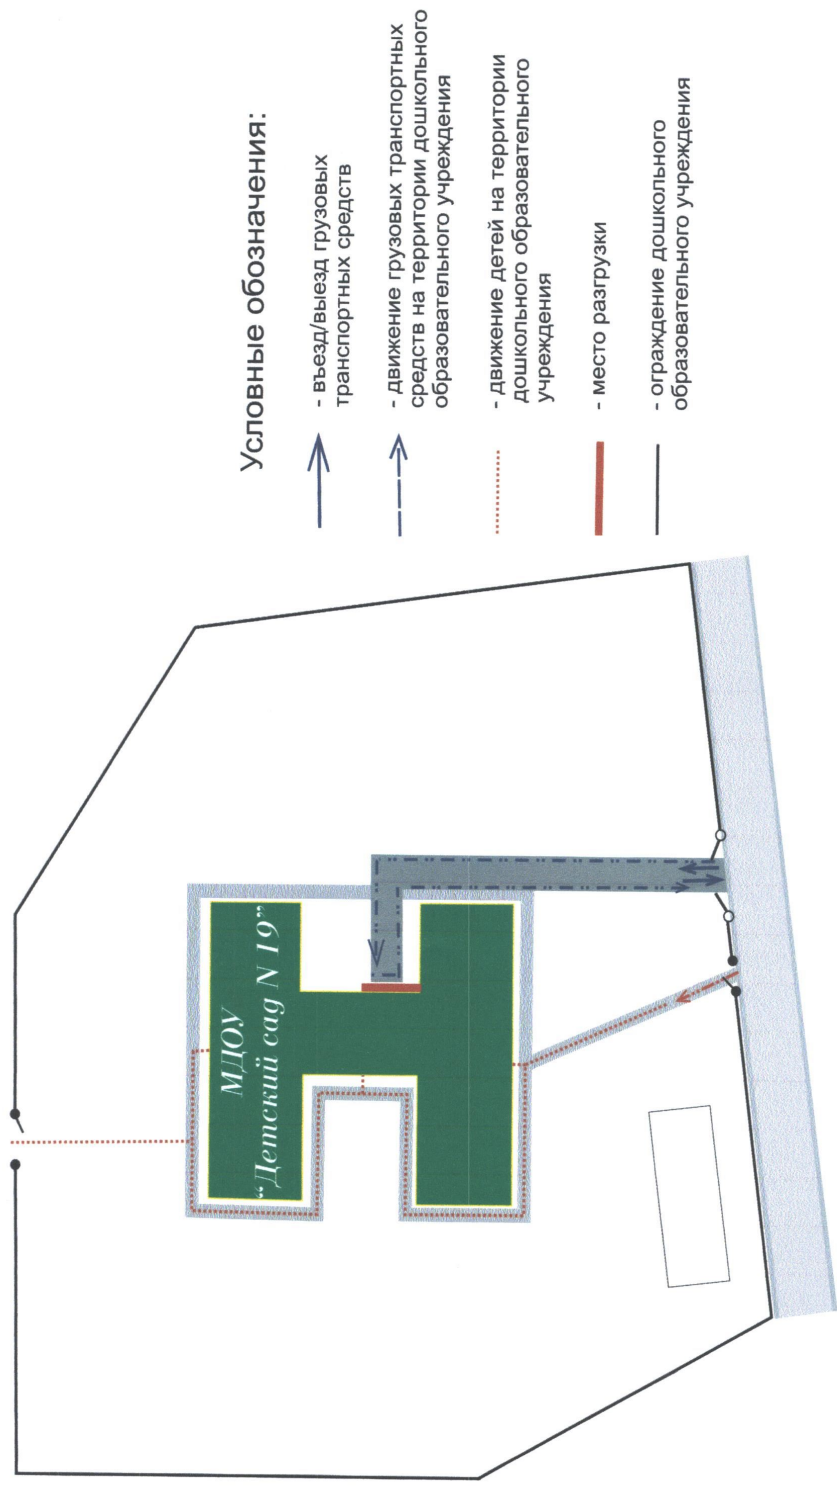 МДОУ
“Детский сад N 19”
Условные обозначения:
- въезд/выезд грузовых
транспортных средств
- движение грузовых транспортных
средств на территории дошкольного
образовательного учреждения
- движение детей на территории
дошкольного образовательного
учреждения
- место разгрузки
- ограждение дошкольного
образовательного учреждения